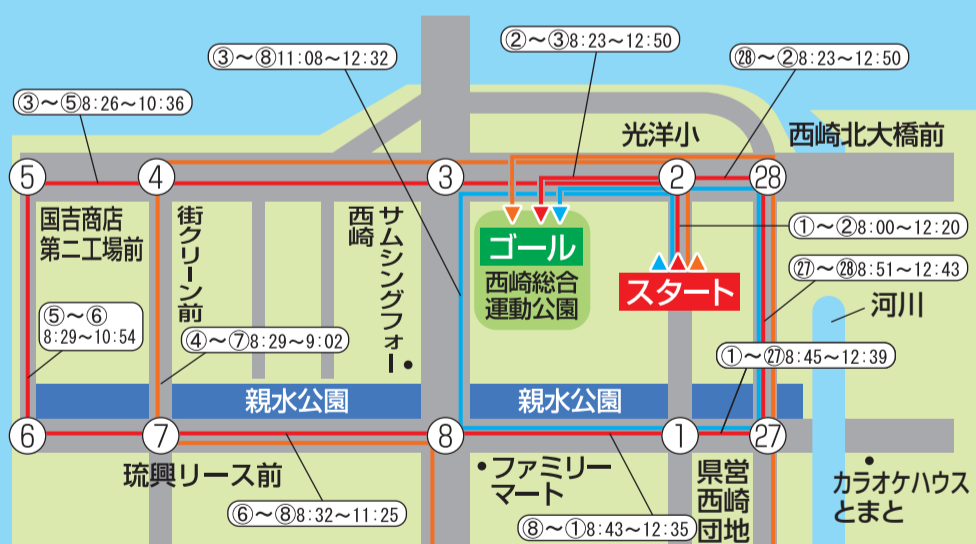 ②～③8:23～12:50
③～⑧11:08～12:32
㉘～②8:23～12:50
③～⑤8:26～10:36
光洋小
西崎北大橋前
⑤
④
③
②
㉘
国吉商店
第二工場前
街クリーン前
サムシングフォー
西崎
ゴール
西崎総合
運動公園
スタート
①～②8:00～12:20
㉗～㉘8:51～12:43
河川
⑤～⑥
8:29～10:54
④～⑦8:29～9:02
①～㉗8:45～12:39
親水公園
親水公園
⑥
⑦
⑧
①
㉗
琉興リース前
ファミリー
マート
県営
西崎
団地
カラオケハウス
とまと
⑥～⑧8:32～11:25
⑧～①8:43～12:35